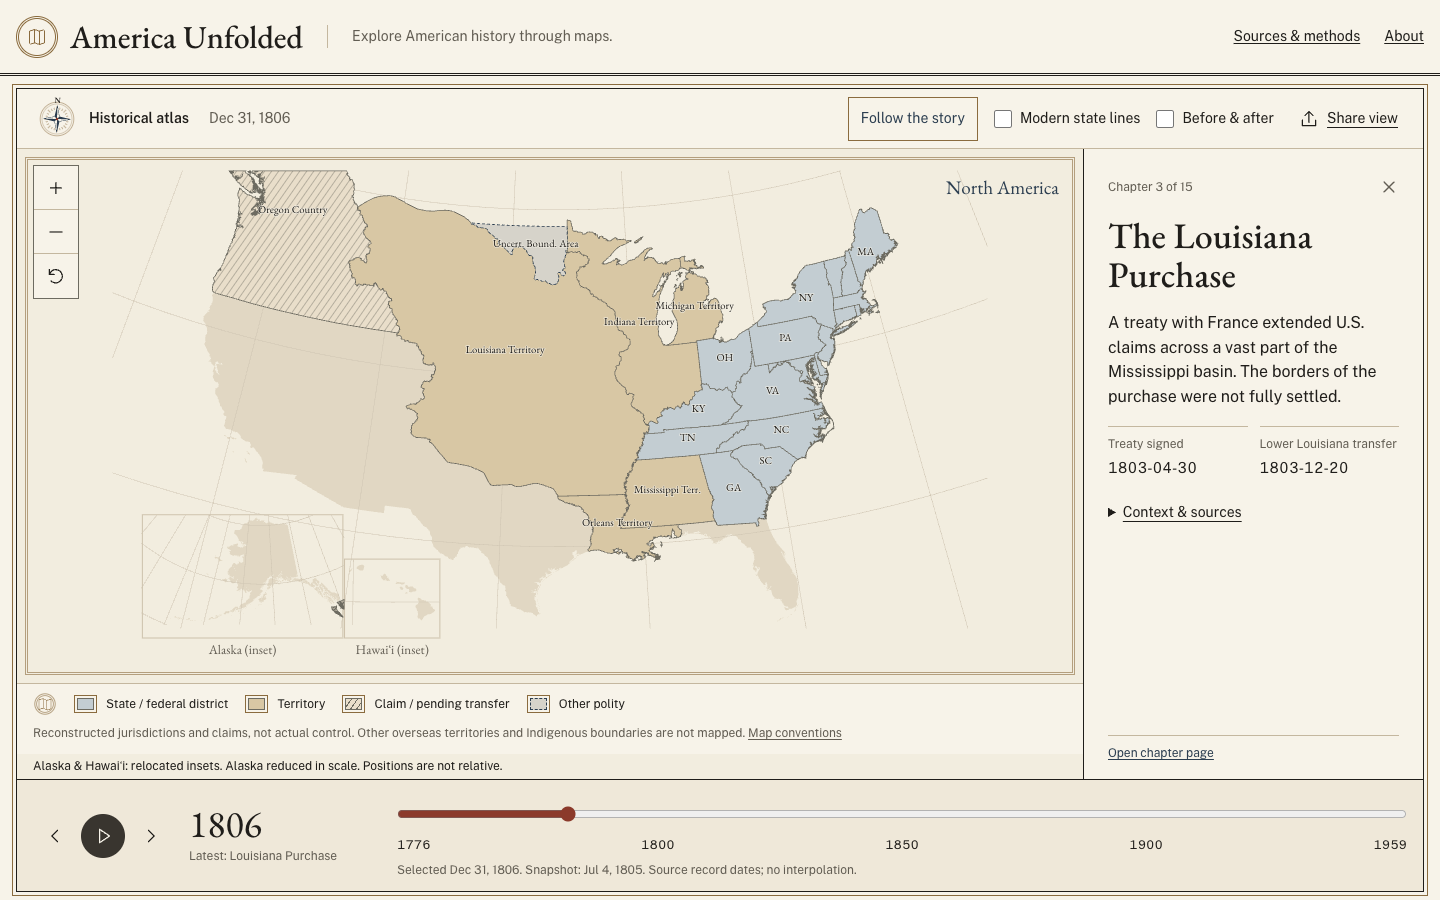 America Unfolded
Explore American history through maps.
Sources & methods
About
N
Historical atlas
Dec 31, 1806
Follow the story
Modern state lines
Before & after
Share view
North America
Oregon Country
Uncert. Bound. Area
MA
NY
Michigan Territory
Indiana Territory
PA
Louisiana Territory
OH
VA
KY
NC
TN
SC
Mississippi Terr.
GA
Orleans Territory
Alaska (inset)
Hawaiʻi (inset)
State / federal district
Territory
Claim / pending transfer
Other polity
Reconstructed jurisdictions and claims, not actual control. Other overseas territories and Indigenous boundaries are not mapped. Map conventions
Alaska & Hawaiʻi: relocated insets. Alaska reduced in scale. Positions are not relative.
Chapter 3 of 15
The Louisiana
Purchase
A treaty with France extended U.S.
claims across a vast part of the
Mississippi basin. The borders of the
purchase were not fully settled.
Treaty signed
1803-04-30
Lower Louisiana transfer
1803-12-20
Context & sources
Open chapter page
1806
Latest: Louisiana Purchase
1776
1800
1850
1900
1959
Selected Dec 31, 1806. Snapshot: Jul 4, 1805. Source record dates; no interpolation.